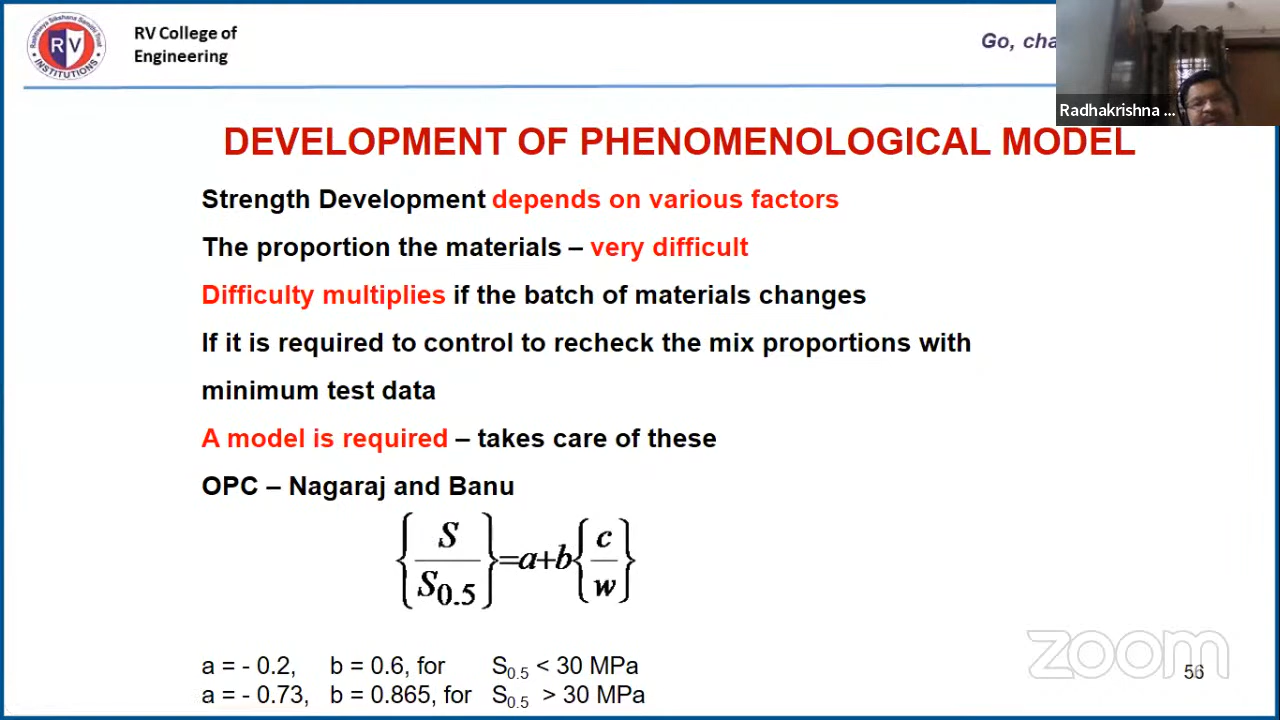 RV College of
Engineering
Go, cha
Radhakrishna ...
RV
INSTITUTIONS
DEVELOPMENT OF PHENOMENOLOGICAL MODEL
Strength Development depends on various factors
The proportion the materials – very difficult
Difficulty multiplies if the batch of materials changes
If it is required to control to recheck the mix proportions with
minimum test data
A model is required – takes care of these
OPC – Nagaraj and Banu
{S/S0.5}=a+b{c/w}
a = - 0.2, b = 0.6, for S0.5 < 30 MPa
a = - 0.73, b = 0.865, for S0.5 > 30 MPa
zoom
56